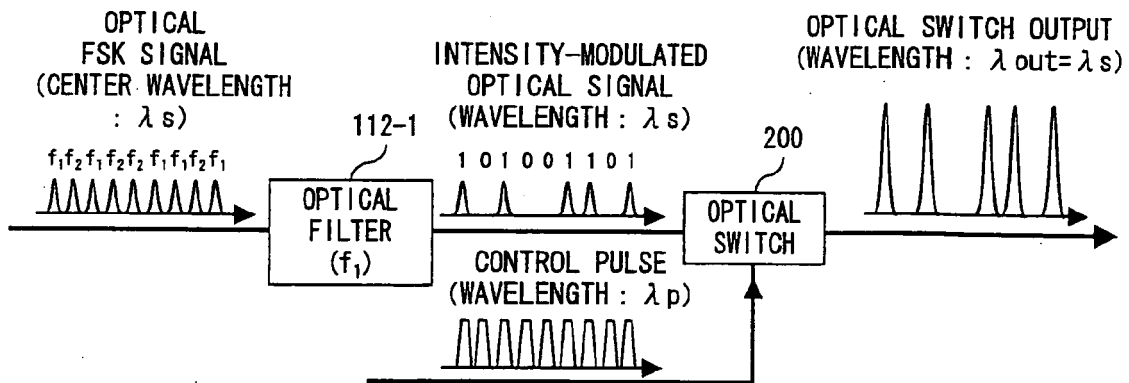 OPTICAL
FSK SIGNAL
(CENTER WAVELENGTH
: λs)
f₁f₂f₁f₂f₂f₁f₁f₂f₁
112-1
OPTICAL
FILTER
(f₁)
INTENSITY-MODULATED
OPTICAL SIGNAL
(WAVELENGTH : λs)
1 0 1 0 0 1 1 0 1
CONTROL PULSE
(WAVELENGTH : λp)
200
OPTICAL
SWITCH
OPTICAL SWITCH OUTPUT
(WAVELENGTH : λout=λs)